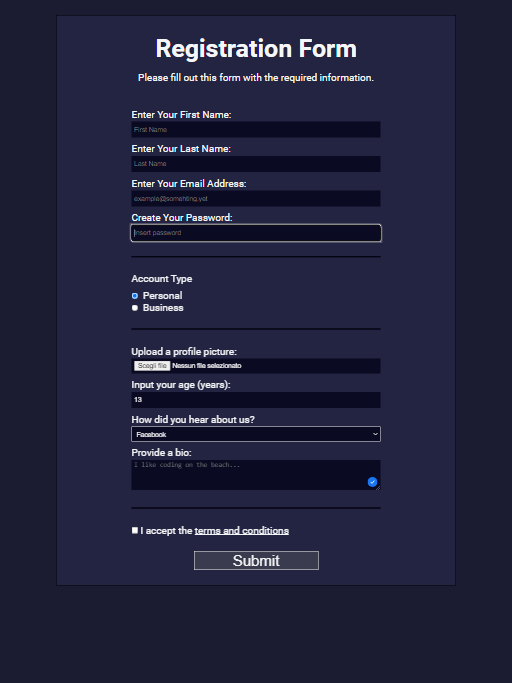 Registration Form
Please fill out this form with the required information.
Enter Your First Name:
First Name
Enter Your Last Name:
Last Name
Enter Your Email Address:
example@somehting.yet
Create Your Password:
Insert password
Account Type
Personal
Business
Upload a profile picture:
Scegli file Nessun file selezionato
Input your age (years):
13
How did you hear about us?
Facebook
Provide a bio:
I like coding on the beach...
I accept the terms and conditions
Submit